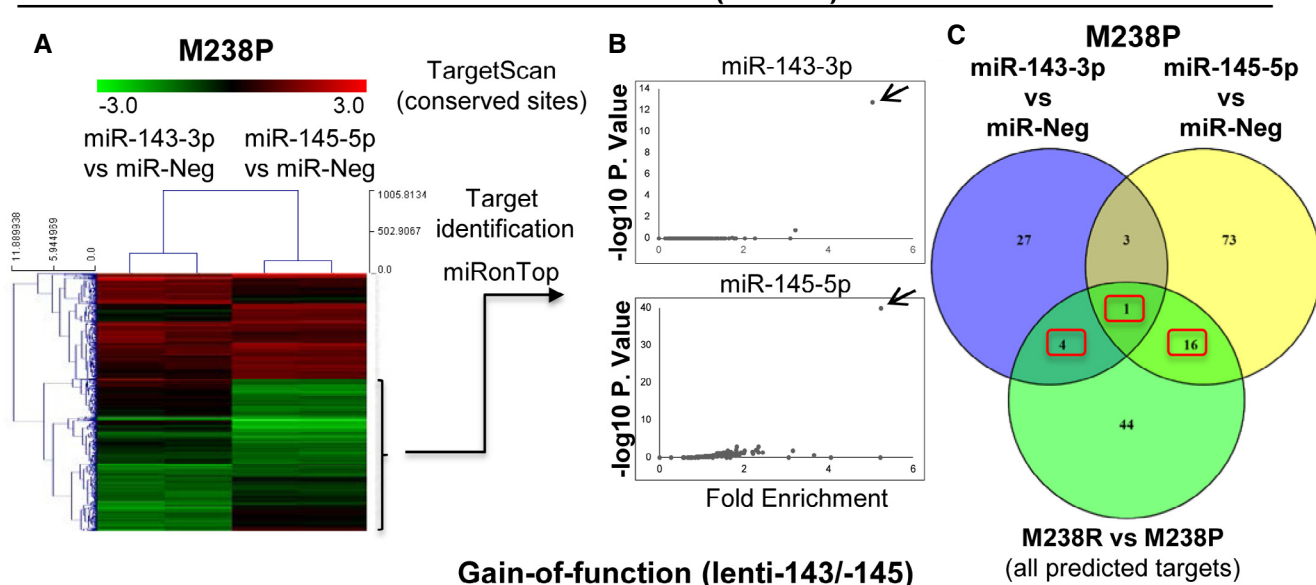 A
M238P
-3.0
3.0
miR-143-3p
vs miR-Neg
miR-145-5p
vs miR-Neg
11.889938
5.944969
0.0
1005.8134
502.9067
0.0
TargetScan
(conserved sites)
Target
identification
miRonTop
B
miR-143-3p
-log10 P. Value
14
12
10
8
6
4
2
0
0
2
4
6
miR-145-5p
-log10 P. Value
40
30
20
10
0
0
2
4
6
Fold Enrichment
C
M238P
miR-143-3p
vs
miR-Neg
miR-145-5p
vs
miR-Neg
27
3
73
1
4
16
44
M238R vs M238P
(all predicted targets)
Gain-of-function (lenti-143/-145)